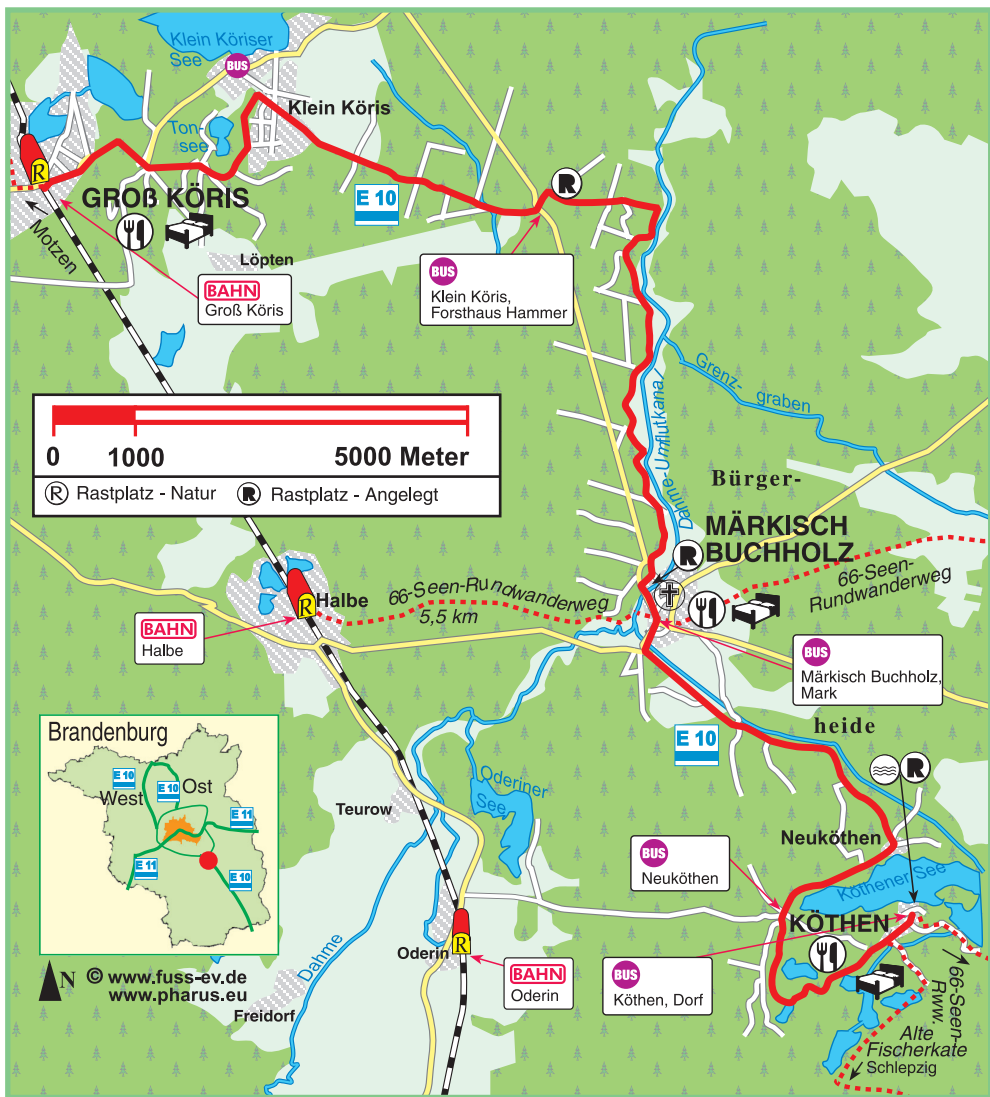 Klein Köriser
See
BUS
Klein Köris
Ton-
see
R
GROß KÖRIS
Motzen
Löpten
BAHN
Groß Köris
E 10
R
BUS
Klein Köris,
Forsthaus Hammer
Grenz-
graben
Dahme-Umflutkanal
0 1000 5000 Meter
R Rastplatz - Natur R Rastplatz - Angelegt
Bürger-
MÄRKISCH
BUCHHOLZ
R
66-Seen-
Rundwanderweg
66-Seen-Rundwanderweg
5,5 km
R
Halbe
BAHN
Halbe
BUS
Märkisch Buchholz,
Mark
heide
E 10
Brandenburg
E 10
West
E 10
Ost
E 11
E 11
E 10
Oderiner
See
Teurow
R
Neuköthen
BUS
Neuköthen
Köthener See
KÖTHEN
Dahme
Oderin
R
BAHN
Oderin
BUS
Köthen, Dorf
66-Seen-
Rww.
Alte
Fischerkate
Schlepzig
Freidorf
N © www.fuss-ev.de
www.pharus.eu